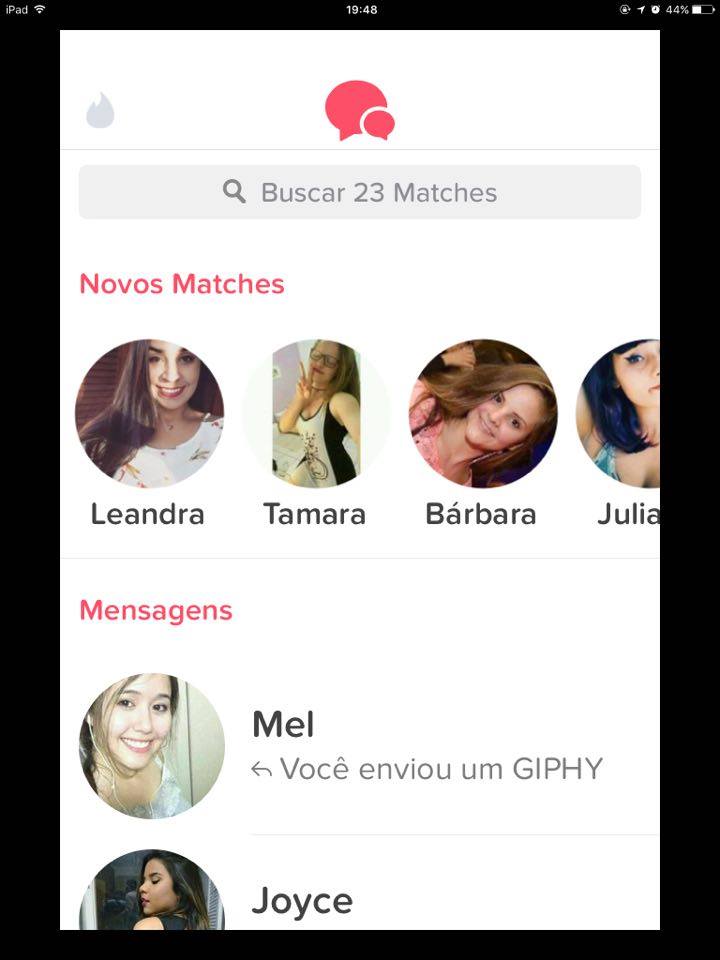 iPad 19:48 44%
Buscar 23 Matches
Novos Matches
Leandra Tamara Bárbara Julia
Mensagens
Mel
Você enviou um GIPHY
Joyce